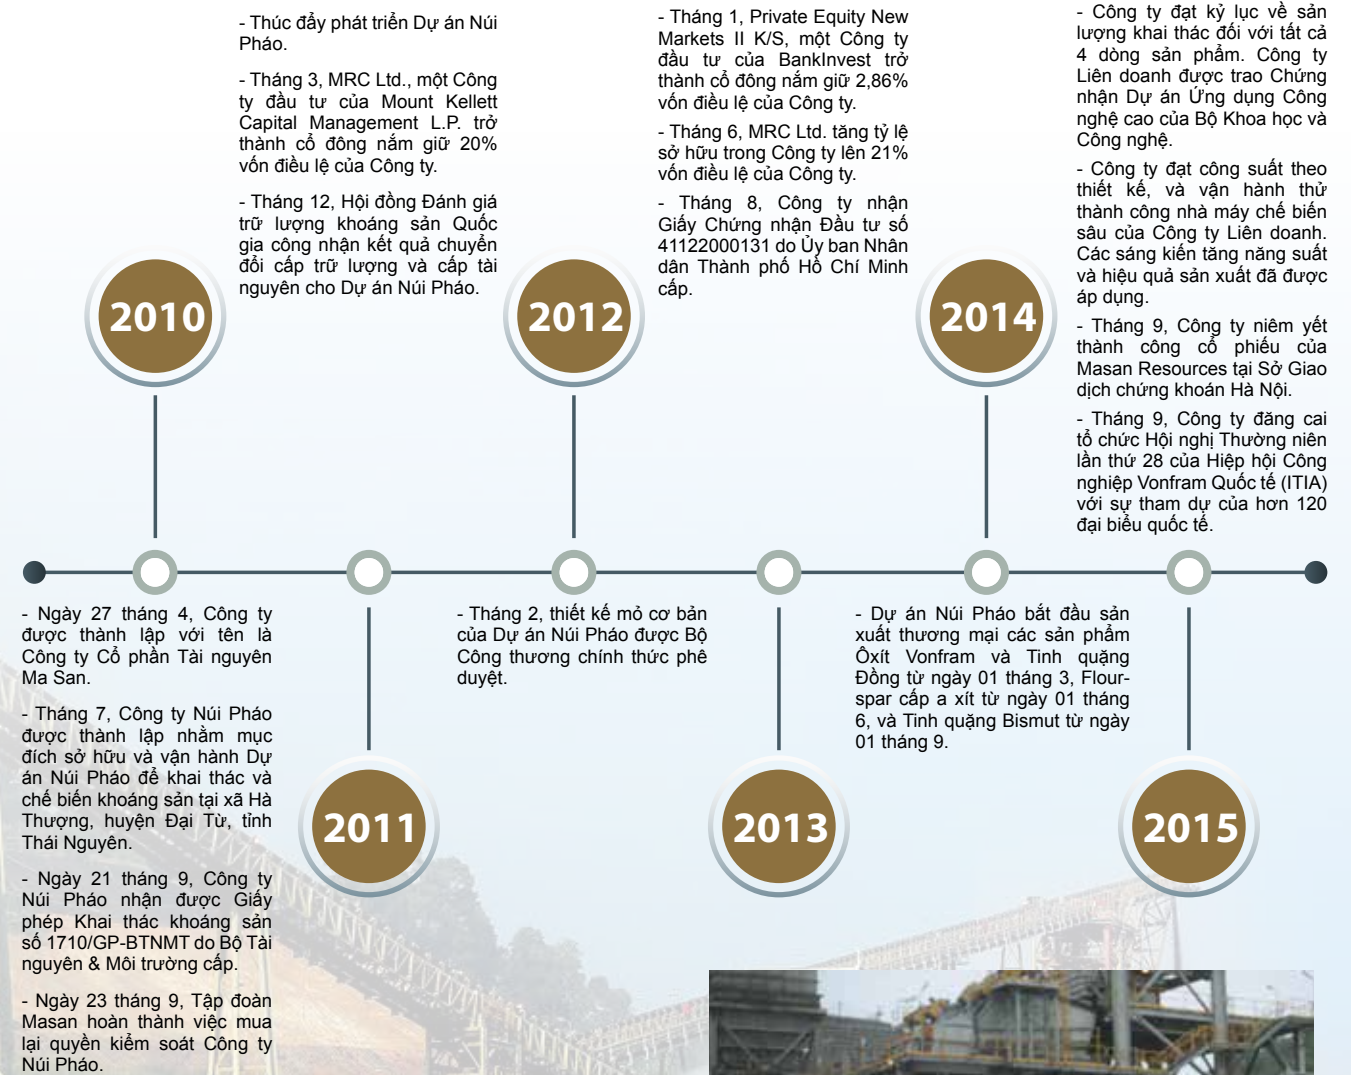 2010
- Ngày 27 tháng 4, Công ty
được thành lập với tên là
Công ty Cổ phần Tài nguyên
Ma San.
- Tháng 7, Công ty Núi Pháo
được thành lập nhằm mục
đích sở hữu và vận hành Dự
án Núi Pháo để khai thác và
chế biến khoáng sản tại xã Hà
Thượng, huyện Đại Từ, tỉnh
Thái Nguyên.
- Ngày 21 tháng 9, Công ty
Núi Pháo nhận được Giấy
phép Khai thác khoáng sản
số 1710/GP-BTNMT do Bộ Tài
nguyên & Môi trường cấp.
- Ngày 23 tháng 9, Tập đoàn
Masan hoàn thành việc mua
lại quyền kiểm soát Công ty
Núi Pháo.
- Thúc đẩy phát triển Dự án Núi
Pháo.
- Tháng 3, MRC Ltd., một Công
ty đầu tư của Mount Kellett
Capital Management L.P. trở
thành cổ đông nắm giữ 20%
vốn điều lệ của Công ty.
- Tháng 12, Hội đồng Đánh giá
trữ lượng khoáng sản Quốc
gia công nhận kết quả chuyển
đổi cấp trữ lượng và cấp tài
nguyên cho Dự án Núi Pháo.
2011
2012
- Tháng 2, thiết kế mỏ cơ bản
của Dự án Núi Pháo được Bộ
Công thương chính thức phê
duyệt.
- Tháng 1, Private Equity New
Markets II K/S, một Công ty
đầu tư của BankInvest trở
thành cổ đông nắm giữ 2,86%
vốn điều lệ của Công ty.
- Tháng 6, MRC Ltd. tăng tỷ lệ
sở hữu trong Công ty lên 21%
vốn điều lệ của Công ty.
- Tháng 8, Công ty nhận
Giấy Chứng nhận Đầu tư số
41122000131 do Ủy ban Nhân
dân Thành phố Hồ Chí Minh
cấp.
2013
2014
- Dự án Núi Pháo bắt đầu sản
xuất thương mại các sản phẩm
Ôxít Vonfram và Tinh quặng
Đồng từ ngày 01 tháng 3, Flour-
spar cấp a xít từ ngày 01 tháng
6, và Tinh quặng Bismut từ ngày
01 tháng 9.
- Công ty đạt kỷ lục về sản
lượng khai thác đối với tất cả
4 dòng sản phẩm. Công ty
Liên doanh được trao Chứng
nhận Dự án Ứng dụng Công
nghệ cao của Bộ Khoa học và
Công nghệ.
- Công ty đạt công suất theo
thiết kế, và vận hành thử
thành công nhà máy chế biến
sâu của Công ty Liên doanh.
Các sáng kiến tăng năng suất
và hiệu quả sản xuất đã được
áp dụng.
- Tháng 9, Công ty niêm yết
thành công cổ phiếu của
Masan Resources tại Sở Giao
dịch chứng khoán Hà Nội.
- Tháng 9, Công ty đăng cai
tổ chức Hội nghị Thường niên
lần thứ 28 của Hiệp hội Công
nghiệp Vonfram Quốc tế (ITIA)
với sự tham dự của hơn 120
đại biểu quốc tế.
2015